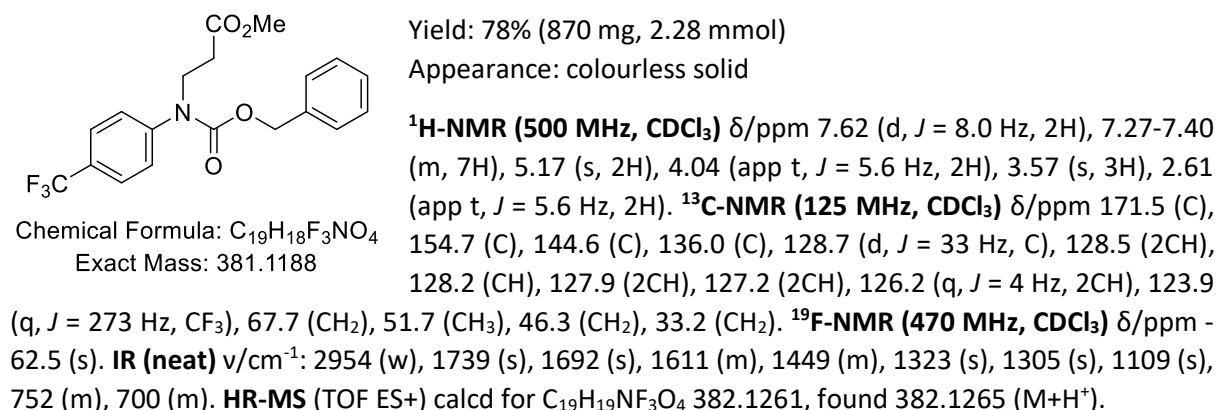 CO₂Me
N
O
O
F₃C
Chemical Formula: C₁₉H₁₈F₃NO₄
Exact Mass: 381.1188
Yield: 78% (870 mg, 2.28 mmol)
Appearance: colourless solid
¹H-NMR (500 MHz, CDCl₃) δ/ppm 7.62 (d, J = 8.0 Hz, 2H), 7.27-7.40
(m, 7H), 5.17 (s, 2H), 4.04 (app t, J = 5.6 Hz, 2H), 3.57 (s, 3H), 2.61
(app t, J = 5.6 Hz, 2H). ¹³C-NMR (125 MHz, CDCl₃) δ/ppm 171.5 (C),
154.7 (C), 144.6 (C), 136.0 (C), 128.7 (d, J = 33 Hz, C), 128.5 (2CH),
128.2 (CH), 127.9 (2CH), 127.2 (2CH), 126.2 (q, J = 4 Hz, 2CH), 123.9
(q, J = 273 Hz, CF₃), 67.7 (CH₂), 51.7 (CH₃), 46.3 (CH₂), 33.2 (CH₂). ¹⁹F-NMR (470 MHz, CDCl₃) δ/ppm -
62.5 (s). IR (neat) ν/cm⁻¹: 2954 (w), 1739 (s), 1692 (s), 1611 (m), 1449 (m), 1323 (s), 1305 (s), 1109 (s),
752 (m), 700 (m). HR-MS (TOF ES+) calcd for C₁₉H₁₉NF₃O₄ 382.1261, found 382.1265 (M+H⁺).